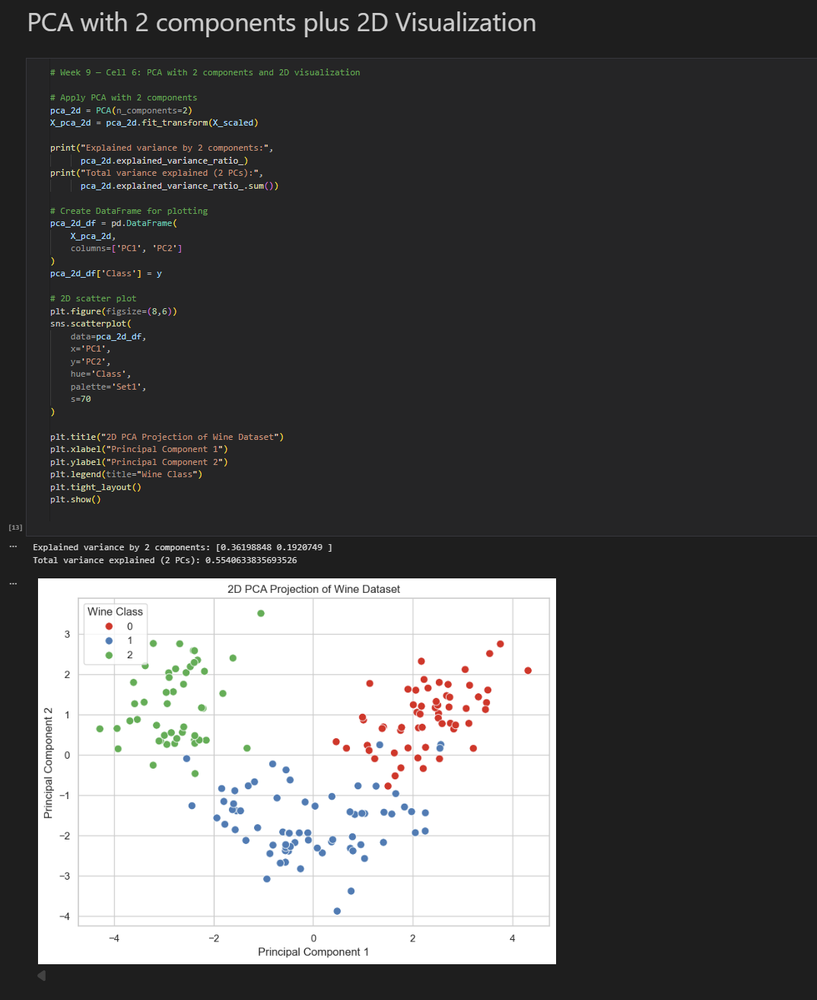 PCA with 2 components plus 2D Visualization
# Week 9 — Cell 6: PCA with 2 components and 2D visualization
# Apply PCA with 2 components
pca_2d = PCA(n_components=2)
X_pca_2d = pca_2d.fit_transform(X_scaled)
print("Explained variance by 2 components:",
pca_2d.explained_variance_ratio_)
print("Total variance explained (2 PCs):",
pca_2d.explained_variance_ratio_.sum())
# Create DataFrame for plotting
pca_2d_df = pd.DataFrame(
X_pca_2d,
columns=['PC1', 'PC2']
)
pca_2d_df['Class'] = y
# 2D scatter plot
plt.figure(figsize=(8,6))
sns.scatterplot(
data=pca_2d_df,
x='PC1',
y='PC2',
hue='Class',
palette='Set1',
s=70
)
plt.title("2D PCA Projection of Wine Dataset")
plt.xlabel("Principal Component 1")
plt.ylabel("Principal Component 2")
plt.legend(title="Wine Class")
plt.tight_layout()
plt.show()
[13]
... Explained variance by 2 components: [0.36198848 0.1920749 ]
Total variance explained (2 PCs): 0.5540633835693526
...
2D PCA Projection of Wine Dataset
Wine Class
0
1
2
3
2
1
0
−1
−2
−3
−4
Principal Component 2
−4 −2 0 2 4
Principal Component 1